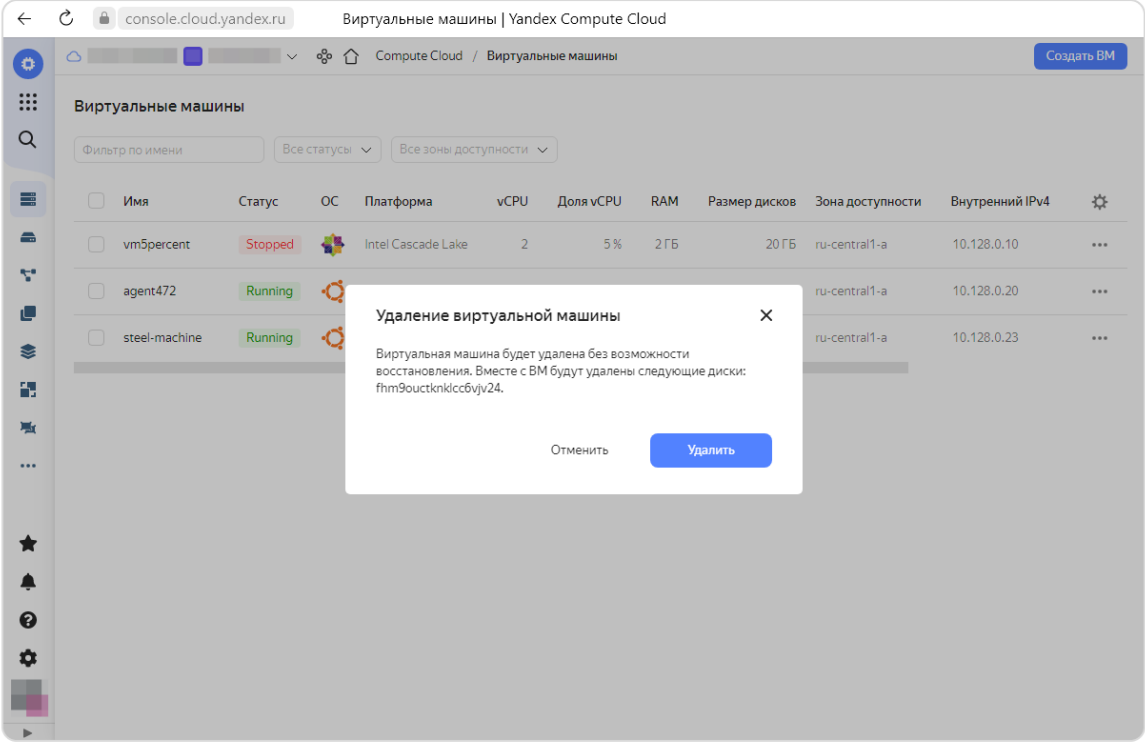 console.cloud.yandex.ru Виртуальные машины | Yandex Compute Cloud
Compute Cloud / Виртуальные машины Создать ВМ
Виртуальные машины
Фильтр по имени Все статусы Все зоны доступности
Имя Статус ОС Платформа vCPU Доля vCPU RAM Размер дисков Зона доступности Внутренний IPv4
vm5percent Stopped Intel Cascade Lake 2 5 % 2 ГБ 20 ГБ ru-central1-a 10.128.0.10
agent472 Running ru-central1-a 10.128.0.20
steel-machine Running ru-central1-a 10.128.0.23
Удаление виртуальной машины
Виртуальная машина будет удалена без возможности
восстановления. Вместе с ВМ будут удалены следующие диски:
fhm9ouctknklcc6vjv24.
Отменить Удалить